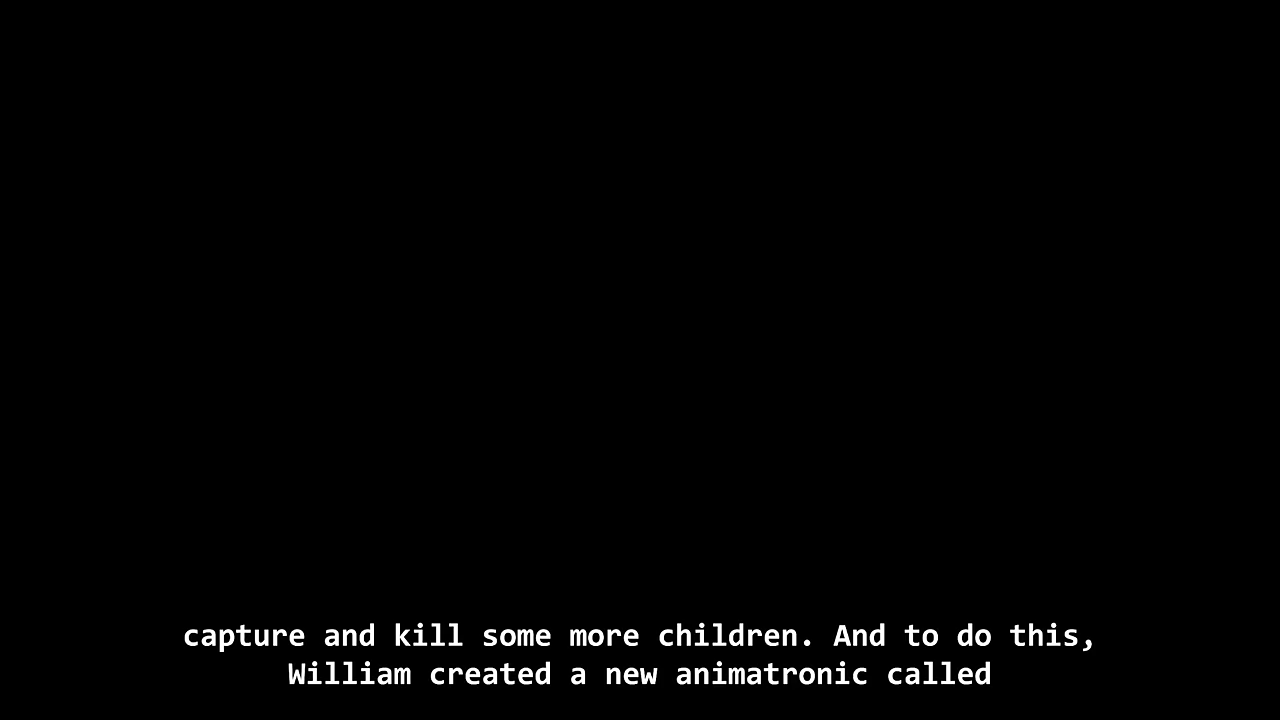 capture and kill some more children. And to do this,
William created a new animatronic called